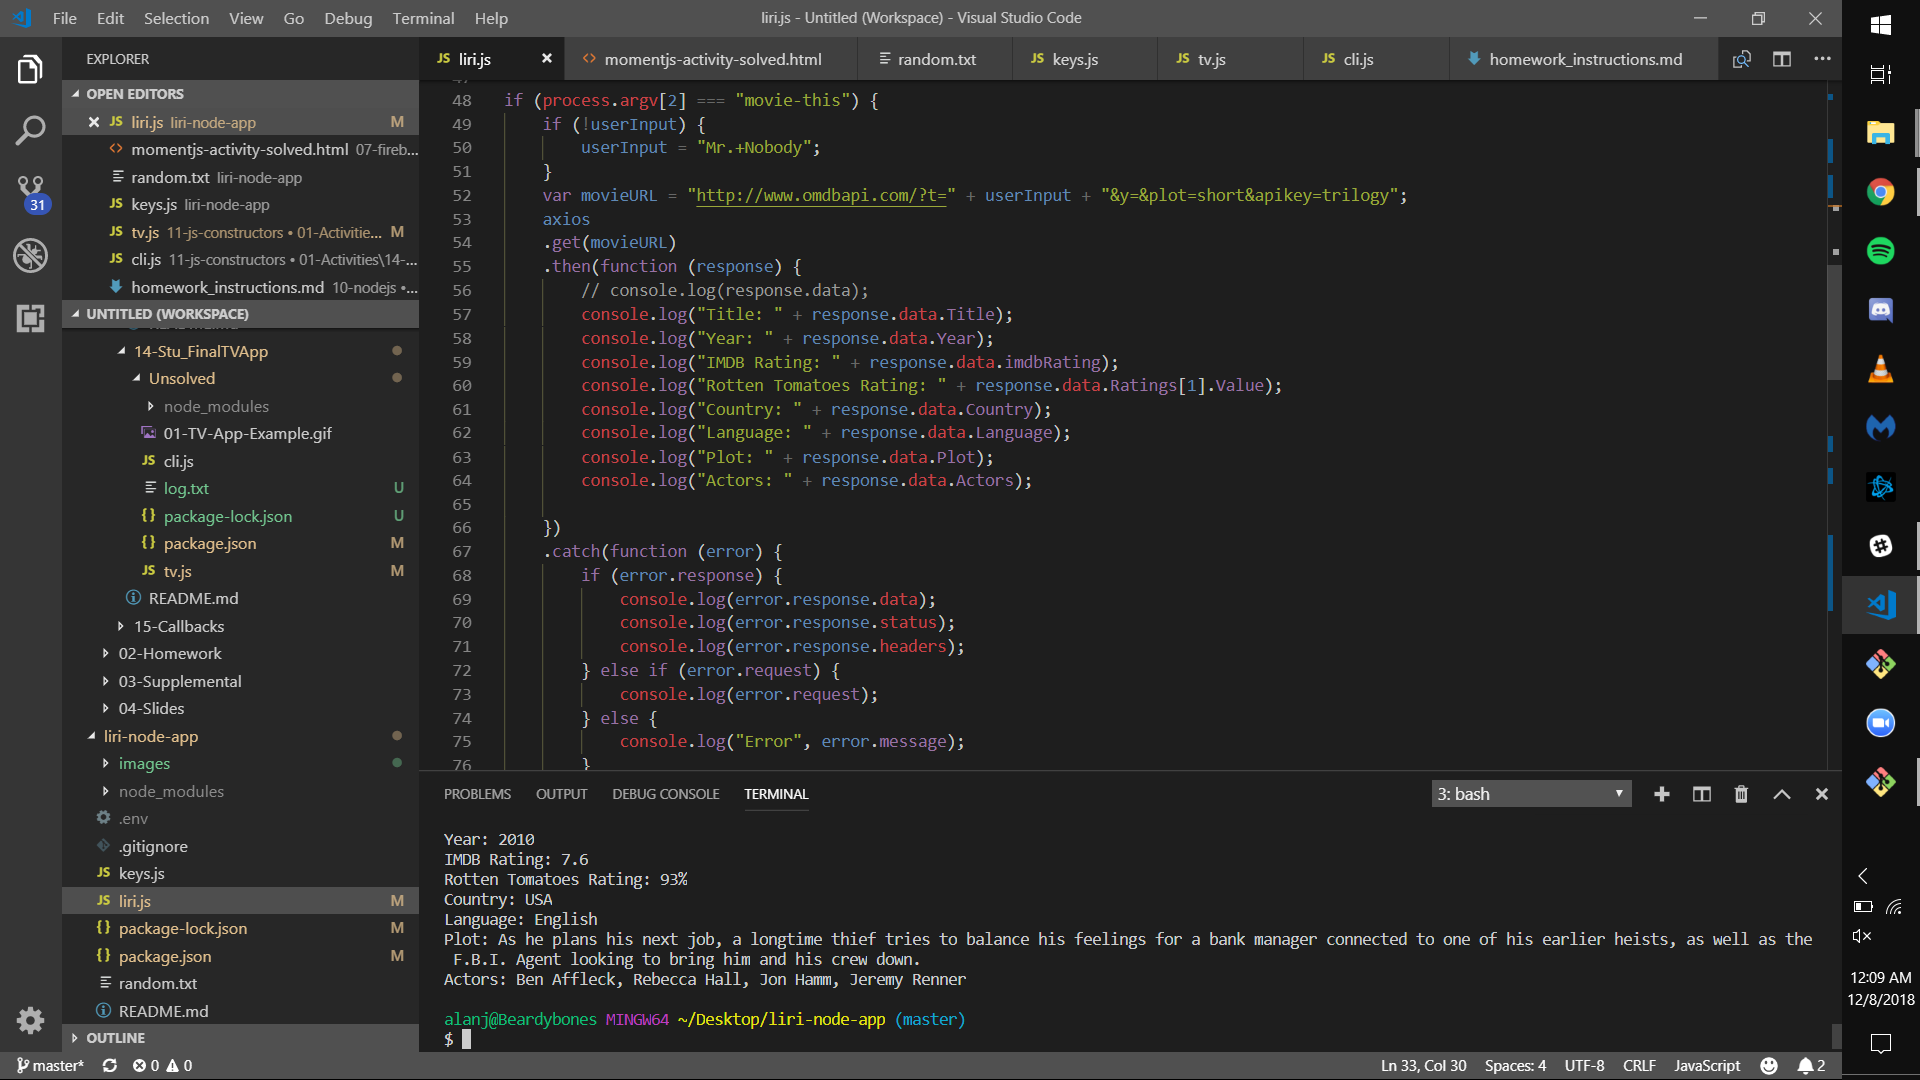 File Edit Selection View Go Debug Terminal Help
liri.js - Untitled (Workspace) - Visual Studio Code
EXPLORER
OPEN EDITORS
liri.js liri-node-app M
momentjs-activity-solved.html 07-fireb...
random.txt liri-node-app
keys.js liri-node-app
tv.js 11-js-constructors • 01-Activitie... M
cli.js 11-js-constructors • 01-Activities\14-...
homework_instructions.md 10-nodejs •...
UNTITLED (WORKSPACE)
14-Stu_FinalTVApp
Unsolved
node_modules
01-TV-App-Example.gif
JS cli.js
log.txt U
{} package-lock.json U
{} package.json M
JS tv.js M
README.md
15-Callbacks
02-Homework
03-Supplemental
04-Slides
liri-node-app
images
node_modules
.env
.gitignore
JS keys.js
JS liri.js M
{} package-lock.json M
{} package.json M
random.txt
README.md
OUTLINE
31
JS liri.js
momentjs-activity-solved.html
random.txt
JS keys.js
JS tv.js
JS cli.js
homework_instructions.md
48 if (process.argv[2] === "movie-this") {
49 if (!userInput) {
50 userInput = "Mr.+Nobody";
51 }
52 var movieURL = "http://www.omdbapi.com/?t=" + userInput + "&y=&plot=short&apikey=trilogy";
53 axios
54 .get(movieURL)
55 .then(function (response) {
56 // console.log(response.data);
57 console.log("Title: " + response.data.Title);
58 console.log("Year: " + response.data.Year);
59 console.log("IMDB Rating: " + response.data.imdbRating);
60 console.log("Rotten Tomatoes Rating: " + response.data.Ratings[1].Value);
61 console.log("Country: " + response.data.Country);
62 console.log("Language: " + response.data.Language);
63 console.log("Plot: " + response.data.Plot);
64 console.log("Actors: " + response.data.Actors);
65
66 })
67 .catch(function (error) {
68 if (error.response) {
69 console.log(error.response.data);
70 console.log(error.response.status);
71 console.log(error.response.headers);
72 } else if (error.request) {
73 console.log(error.request);
74 } else {
75 console.log("Error", error.message);
76 }
PROBLEMS OUTPUT DEBUG CONSOLE TERMINAL
3: bash
Year: 2010
IMDB Rating: 7.6
Rotten Tomatoes Rating: 93%
Country: USA
Language: English
Plot: As he plans his next job, a longtime thief tries to balance his feelings for a bank manager connected to one of his earlier heists, as well as the
F.B.I. Agent looking to bring him and his crew down.
Actors: Ben Affleck, Rebecca Hall, Jon Hamm, Jeremy Renner
alanj@Beardybones MINGW64 ~/Desktop/liri-node-app (master)
$
master* 0 0
Ln 33, Col 30 Spaces: 4 UTF-8 CRLF JavaScript 2
12:09 AM
12/8/2018